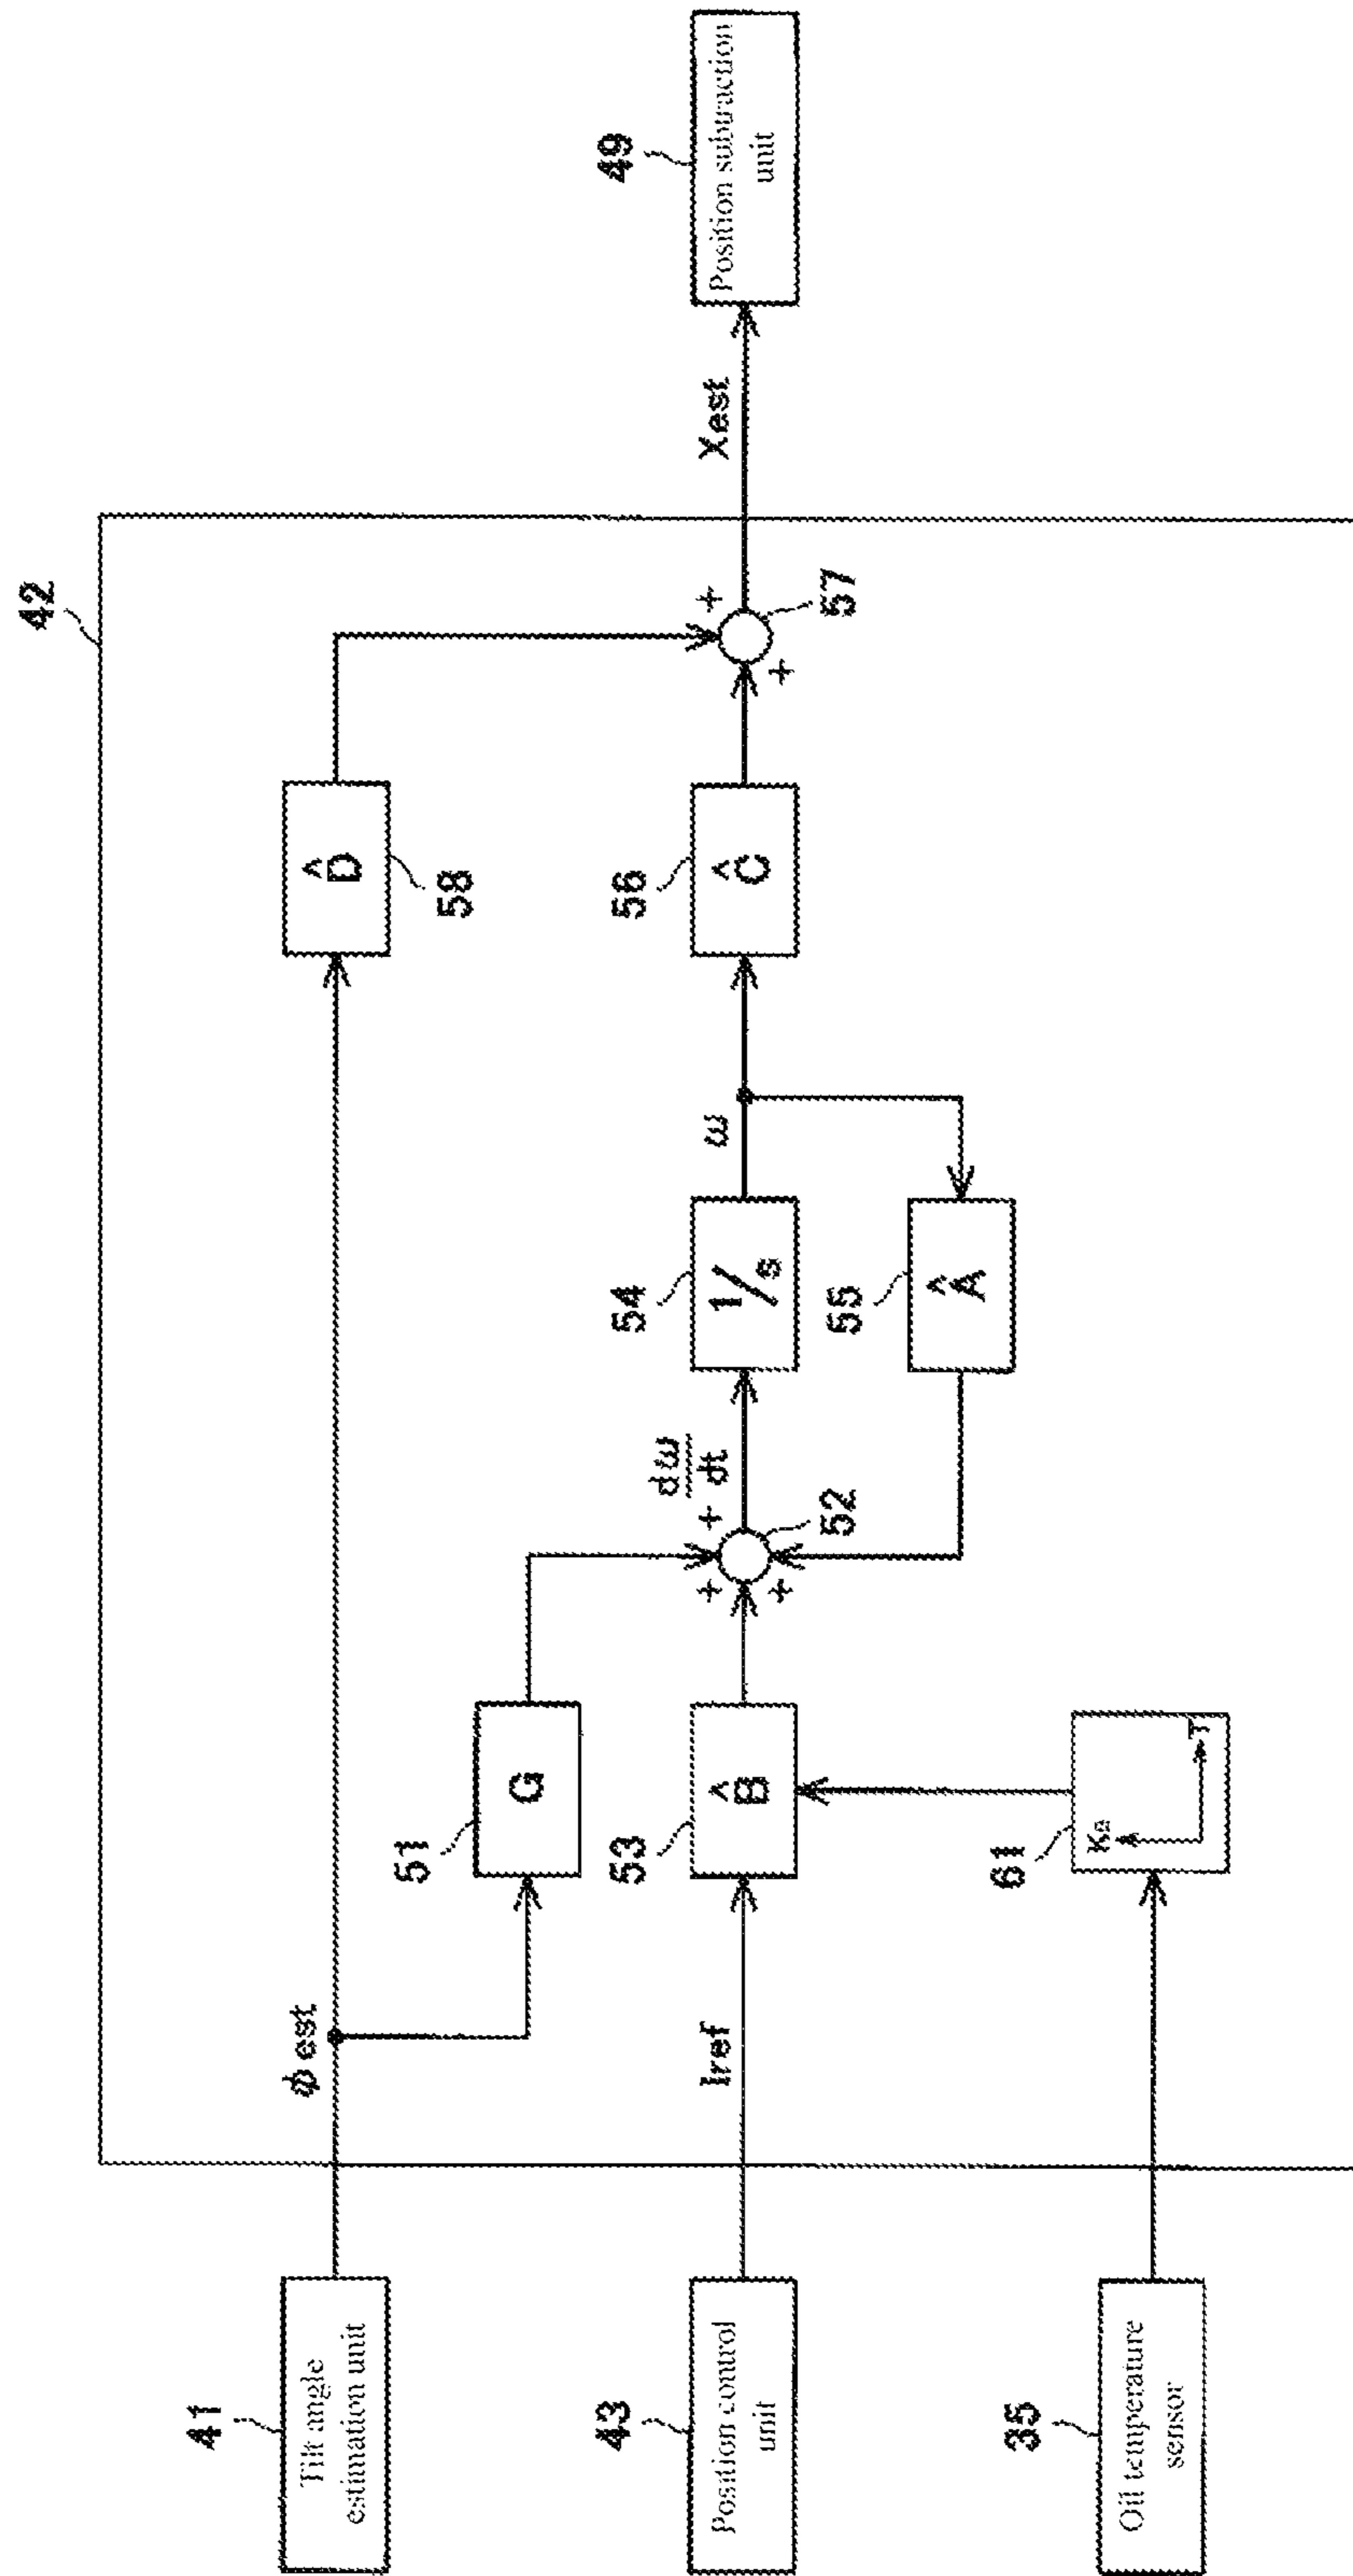 41
Tilt angle
estimation unit
43
Position control
unit
35
Oil temperature
sensor
42
ϕest
Iref
51
G
53
B̂
61
Ks
T
+
+
+
+
52
dω
dt
54
1/s
ω
55
Â
58
D̂
56
Ĉ
+
+
57
Xest
49
Position subtraction
unit